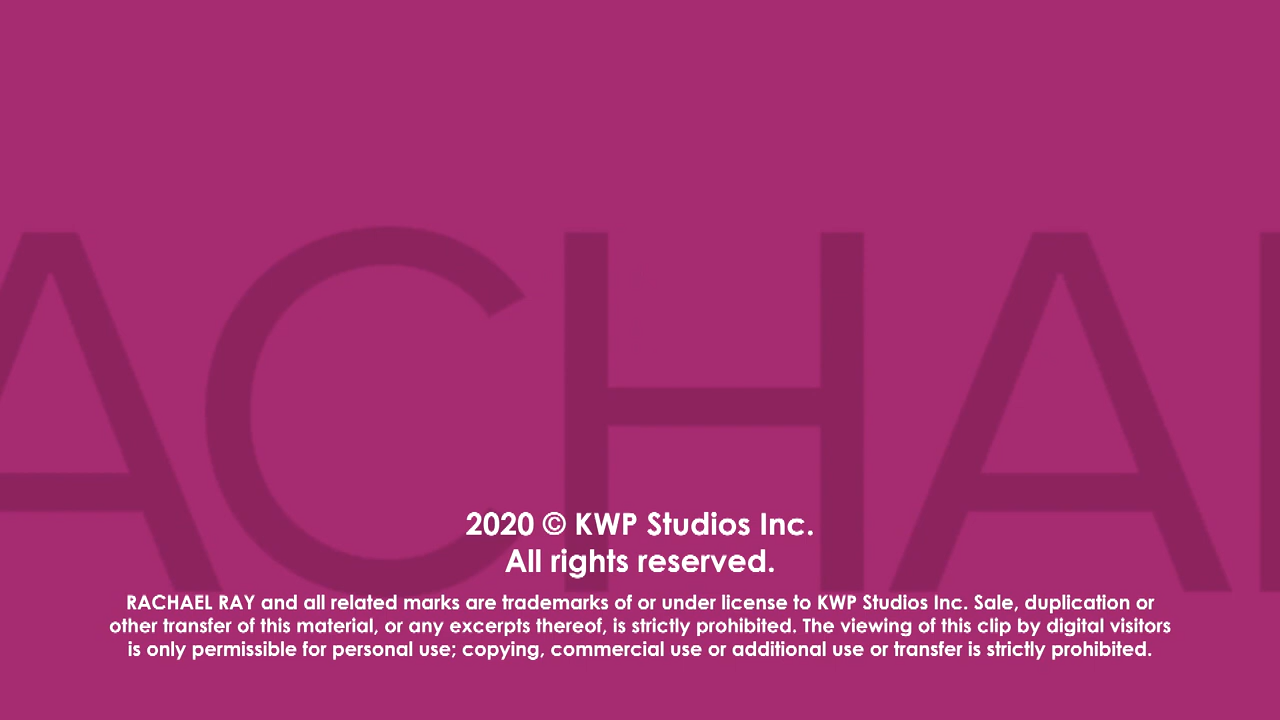 ACHAE
2020 © KWP Studios Inc.
All rights reserved.
RACHAEL RAY and all related marks are trademarks of or under license to KWP Studios Inc. Sale, duplication or
other transfer of this material, or any excerpts thereof, is strictly prohibited. The viewing of this clip by digital visitors
is only permissible for personal use; copying, commercial use or additional use or transfer is strictly prohibited.